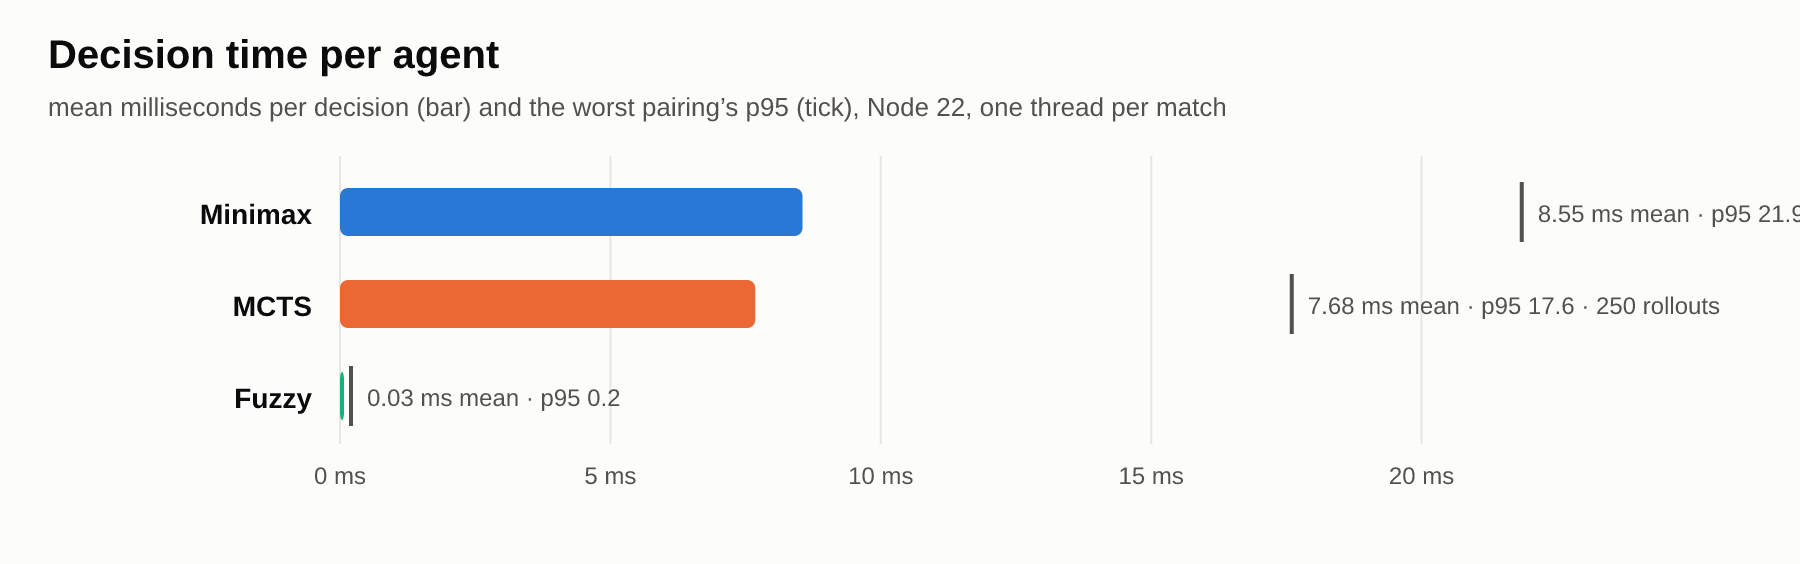 Decision time per agent
mean milliseconds per decision (bar) and the worst pairing’s p95 (tick), Node 22, one thread per match
Minimax 8.55 ms mean · p95 21.9
MCTS 7.68 ms mean · p95 17.6 · 250 rollouts
Fuzzy 0.03 ms mean · p95 0.2
0 ms 5 ms 10 ms 15 ms 20 ms